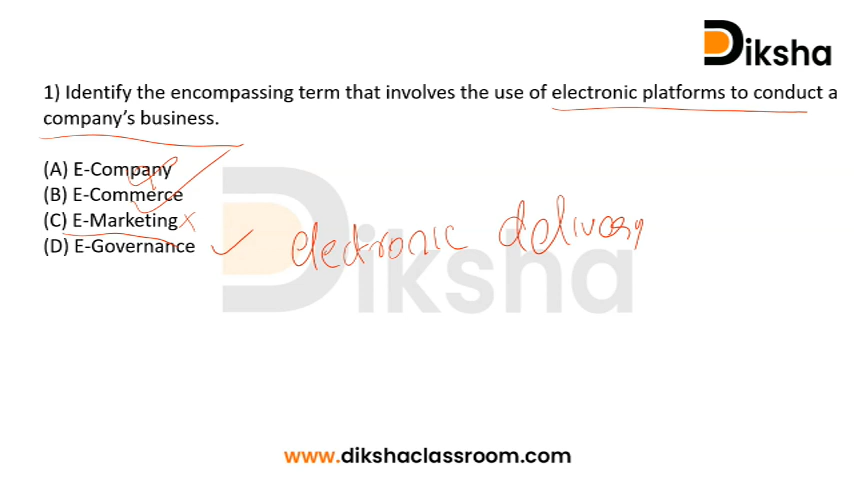 Diksha
1) Identify the encompassing term that involves the use of electronic platforms to conduct a
company's business.
(A) E-Company
(B) E-Commerce
(C) E-Marketing
(D) E-Governance
electronic delivery
Diksha
www.dikshaclassroom.com